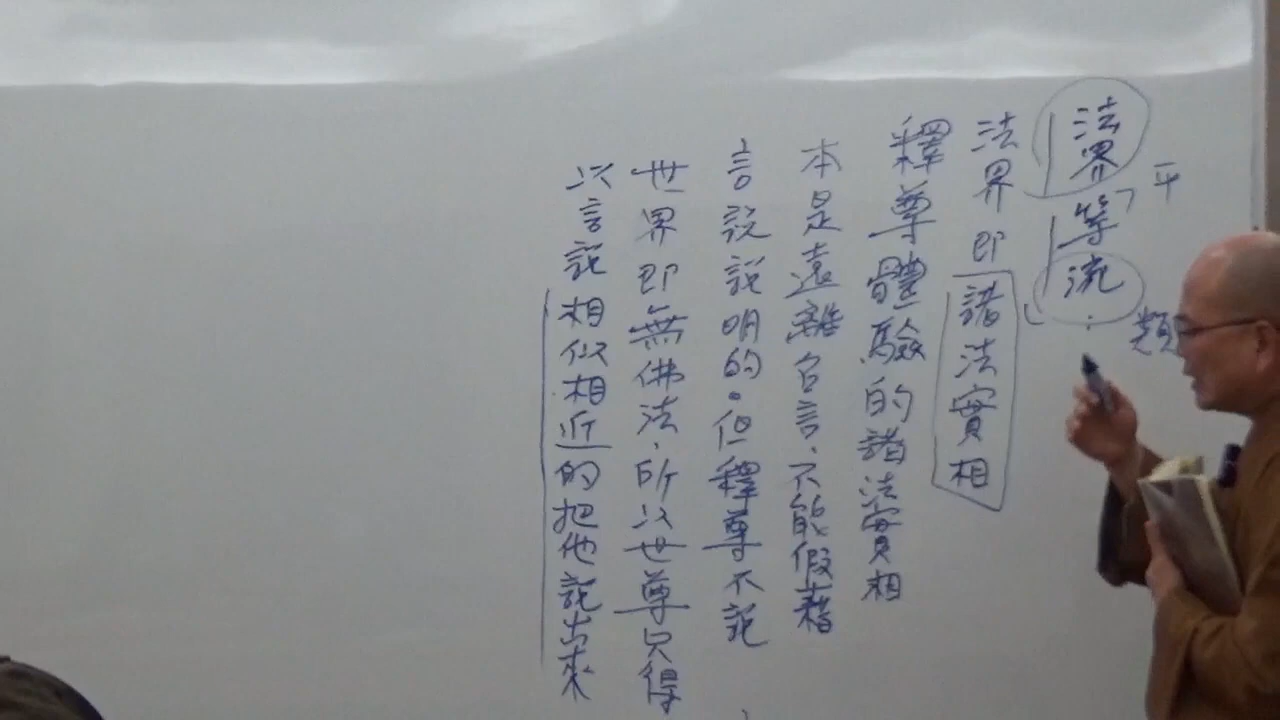 法界等流
平
類
法界即諸法實相
釋尊體驗的諸法實相
本是遠離名言、不能假藉
言說說明的。但釋尊不說
世界即無佛法、所以世尊只得
以言說相似相近的把他說出來